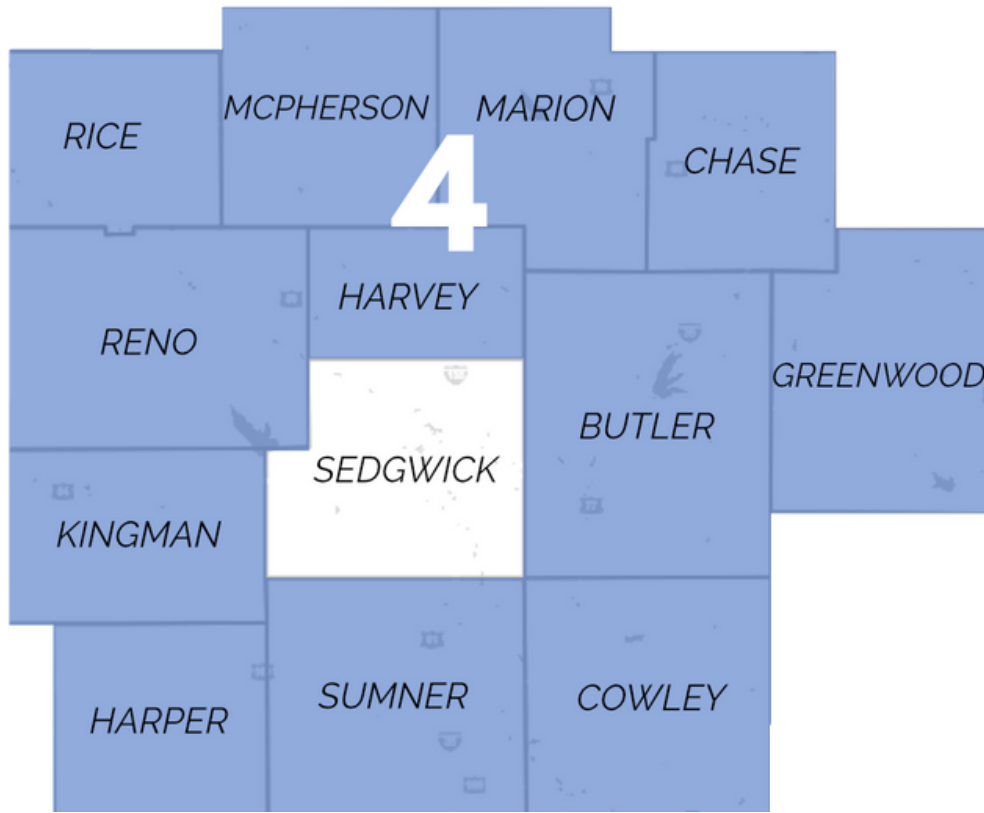 MCPHERSON
MARION
RICE
CHASE
4
HARVEY
RENO
GREENWOOD
BUTLER
SEDGWICK
KINGMAN
SUMNER
COWLEY
HARPER